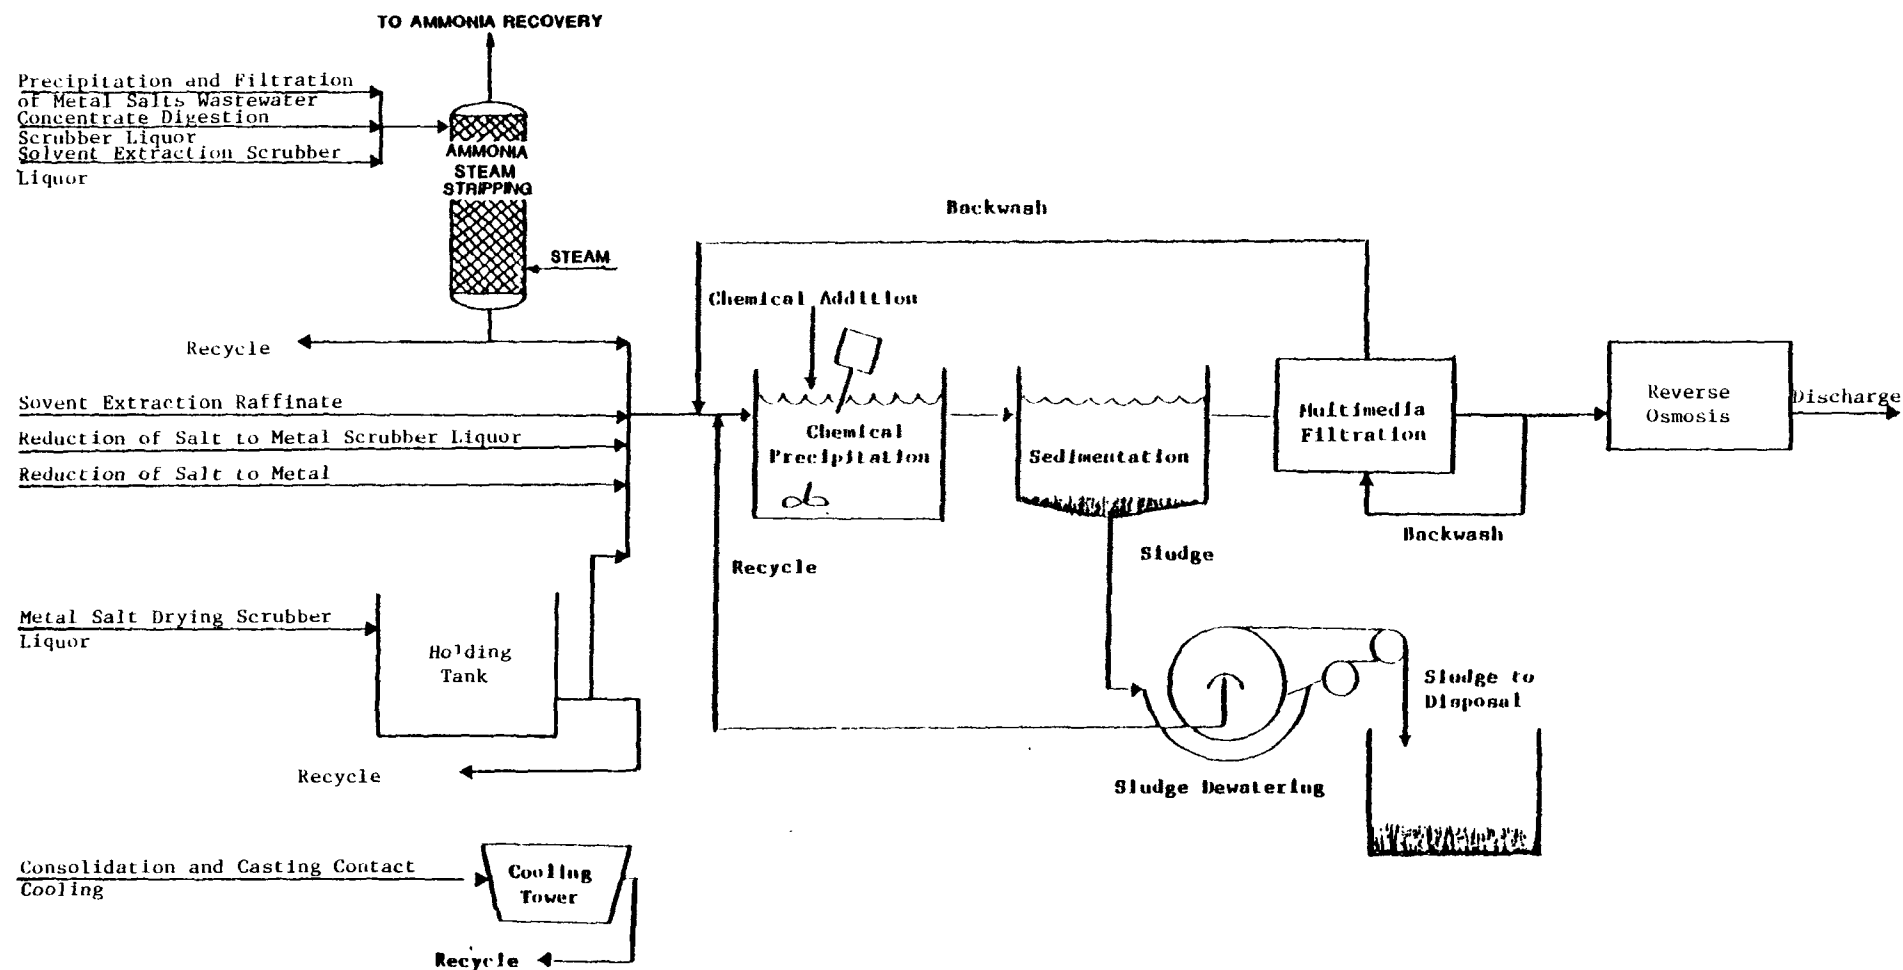 TO AMMONIA RECOVERY
Precipitation and Filtration
of Metal Salts Wastewater
Concentrate Digestion
Scrubber Liquor
Solvent Extraction Scrubber
Liquor
AMMONIA
STEAM
STRIPPING
STEAM
Recycle
Sovent Extraction Raffinate
Reduction of Salt to Metal Scrubber Liquor
Reduction of Salt to Metal
Metal Salt Drying Scrubber
Liquor
Holding
Tank
Recycle
Consolidation and Casting Contact
Cooling
Cooling
Tower
Recycle
Backwash
Chemical Addition
Chemical
Precipitation
Sedimentation
Multimedia
Filtration
Reverse
Osmosis
Discharge
Backwash
Recycle
Sludge
Sludge to
Disposal
Sludge Dewatering